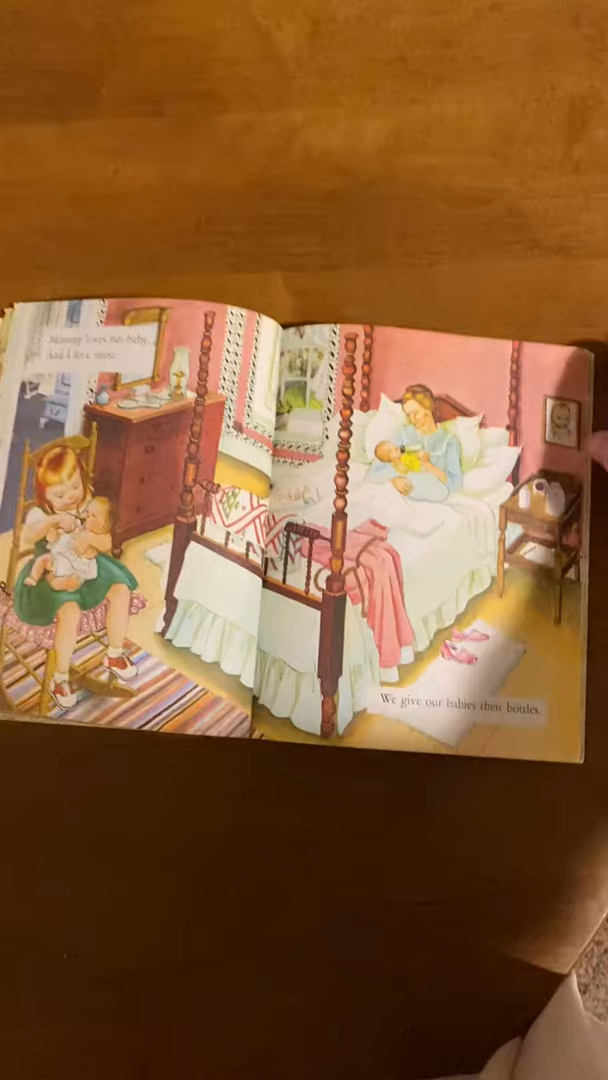 Mommy loves her baby.
And I love mine.
We give our babies their bottles.